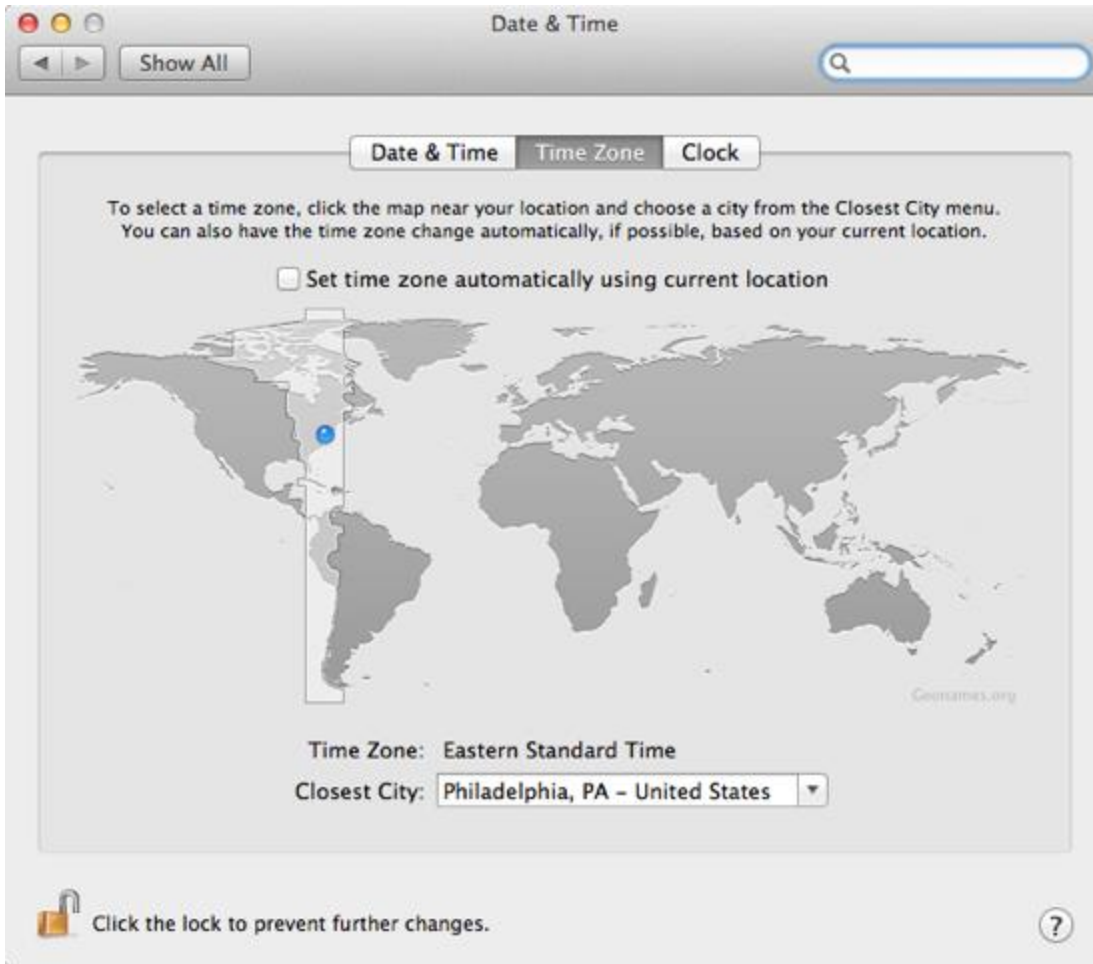 Date & Time
Show All
Date & Time Time Zone Clock
To select a time zone, click the map near your location and choose a city from the Closest City menu.
You can also have the time zone change automatically, if possible, based on your current location.
Set time zone automatically using current location
Geonames.org
Time Zone: Eastern Standard Time
Closest City: Philadelphia, PA – United States
Click the lock to prevent further changes.
?